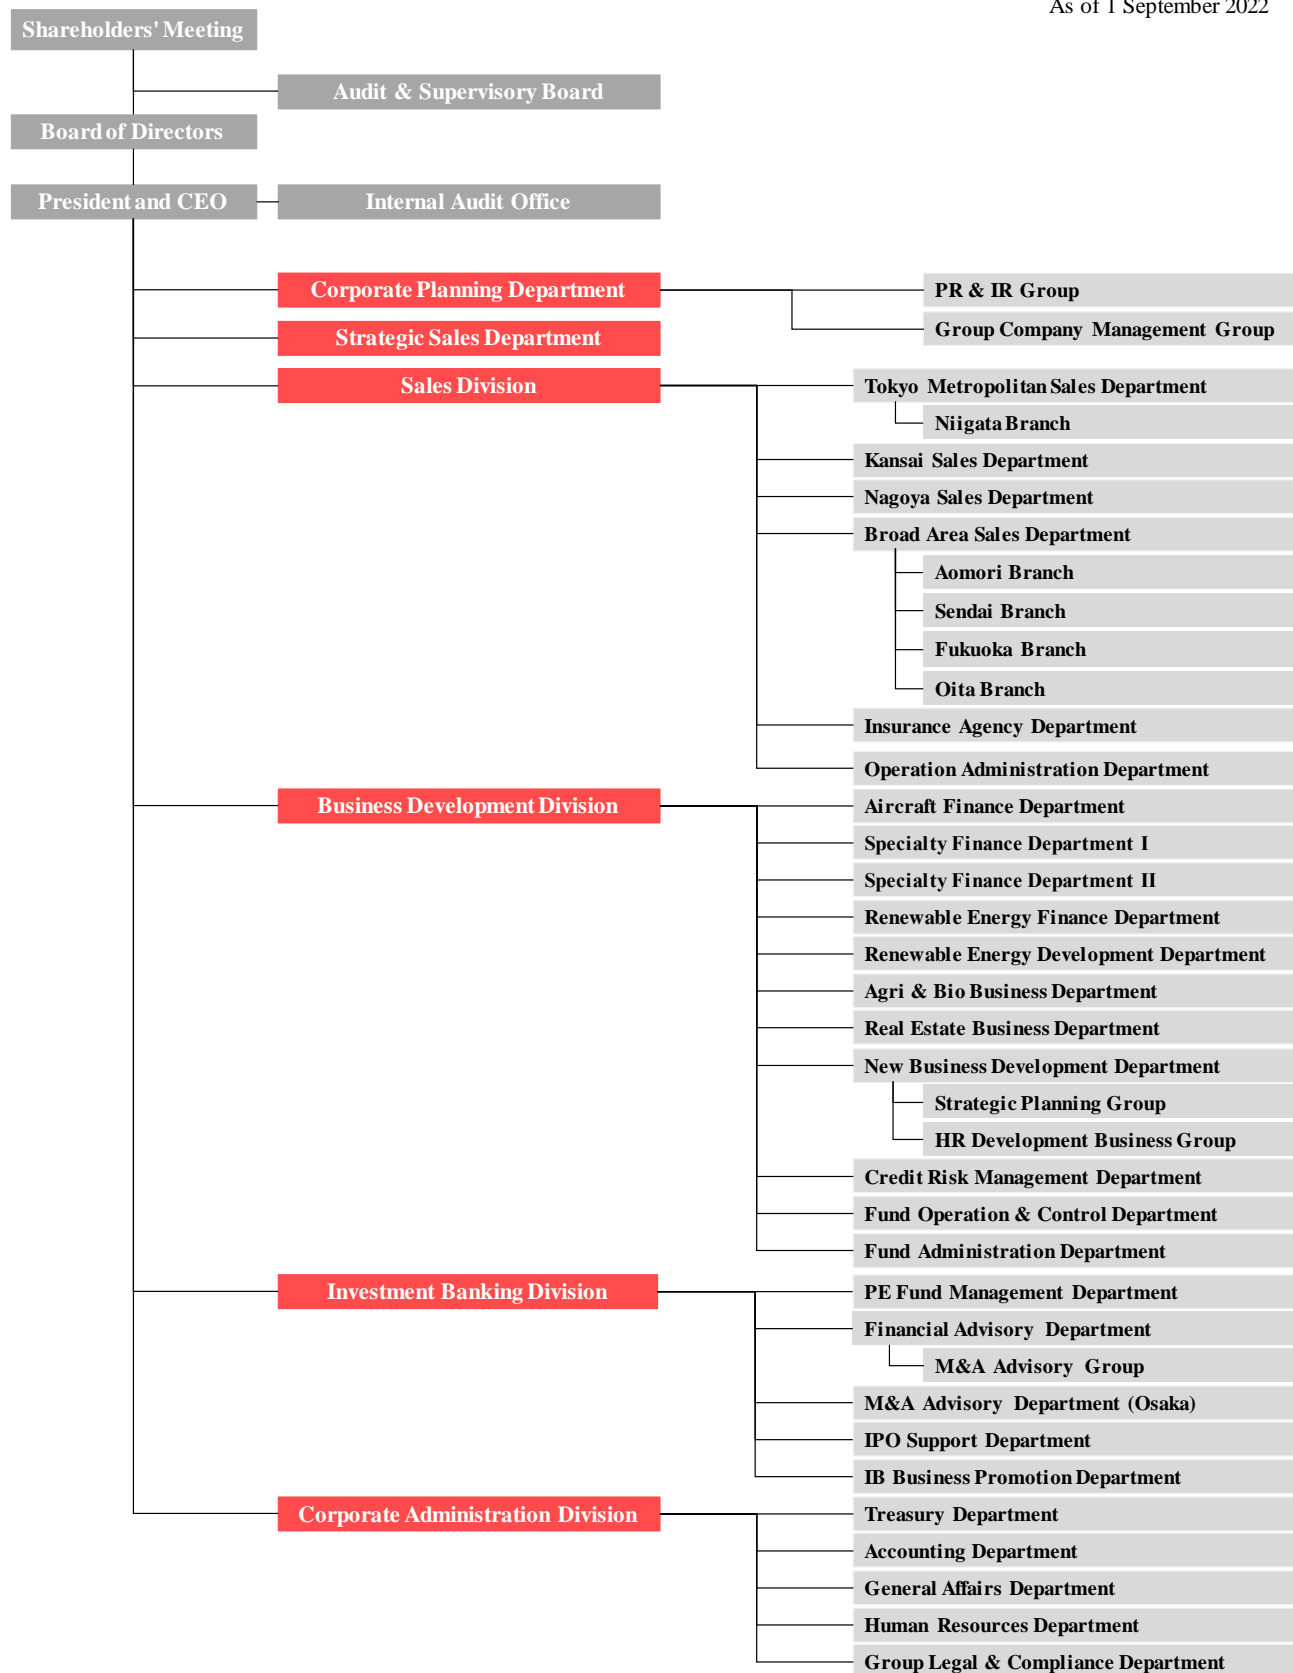 As of 1 September 2022
Shareholders' Meeting
Audit & Supervisory Board
Board of Directors
President and CEO
Internal Audit Office
Corporate Planning Department
PR & IR Group
Group Company Management Group
Strategic Sales Department
Sales Division
Tokyo Metropolitan Sales Department
Niigata Branch
Kansai Sales Department
Nagoya Sales Department
Broad Area Sales Department
Aomori Branch
Sendai Branch
Fukuoka Branch
Oita Branch
Insurance Agency Department
Operation Administration Department
Business Development Division
Aircraft Finance Department
Specialty Finance Department I
Specialty Finance Department II
Renewable Energy Finance Department
Renewable Energy Development Department
Agri & Bio Business Department
Real Estate Business Department
New Business Development Department
Strategic Planning Group
HR Development Business Group
Credit Risk Management Department
Fund Operation & Control Department
Fund Administration Department
Investment Banking Division
PE Fund Management Department
Financial Advisory Department
M&A Advisory Group
M&A Advisory Department (Osaka)
IPO Support Department
IB Business Promotion Department
Corporate Administration Division
Treasury Department
Accounting Department
General Affairs Department
Human Resources Department
Group Legal & Compliance Department